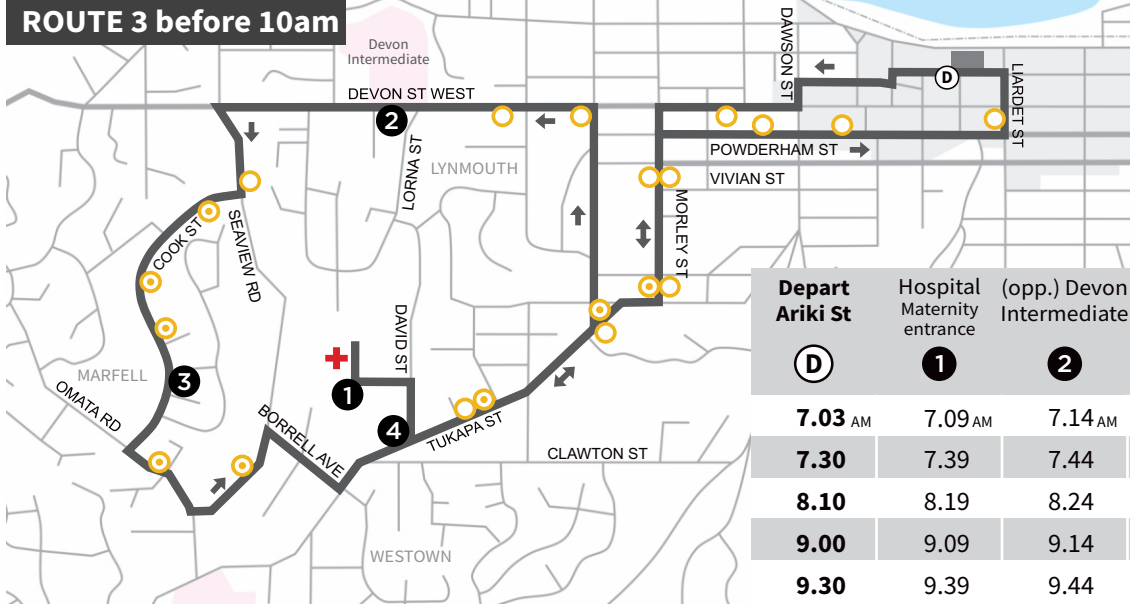 ROUTE 3 before 10am
Devon
Intermediate
DEVON ST WEST
2
LORNA ST
LYNMOUTH
DAWSON ST
D
LIARDET ST
POWDERHAM ST
VIVIAN ST
MORLEY ST
COOK ST
SEAVIEW RD
MARFELL
3
OMATA RD
DAVID ST
1
4
BORRELL AVE
TUKAPA ST
CLAWTON ST
WESTOWN
Depart Hospital (opp.) Devon
Ariki St Maternity Intermediate
entrance
D 1 2
7.03 AM 7.09 AM 7.14 AM
7.30 7.39 7.44
8.10 8.19 8.24
9.00 9.09 9.14
9.30 9.39 9.44